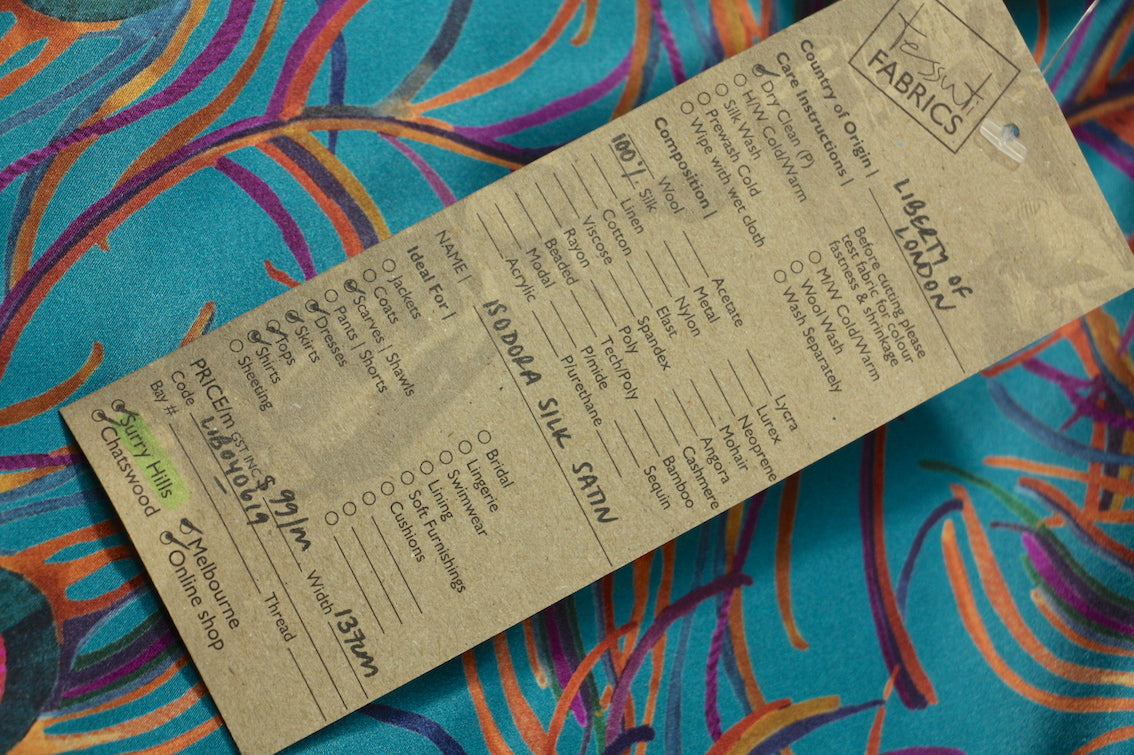 Tessuti
FABRICS
Country of Origin | LIBERTY OF
LONDON
Care Instructions |
Dry Clean (P)
H/W Cold/Warm
Silk Wash
Prewash Cold
Wipe with wet cloth
Before cutting please
test fabric for colour
fastness & shrinkage
M/W Cold/Warm
Wool Wash
Wash Separately
Composition |
Wool
100% Silk
Linen
Cotton
Viscose
Rayon
Beaded
Modal
Acrylic
Acetate
Metal
Nylon
Elast
Spandex
Poly
Tech/Poly
P/mide
P/urethane
Lycra
Lurex
Neoprene
Mohair
Angora
Cashmere
Bamboo
Sequin
NAME | ISODORA SILK SATIN
Ideal For |
Jackets
Coats
Scarves | Shawls
Pants | Shorts
Dresses
Skirts
Tops
Shirts
Sheeting
Bridal
Lingerie
Swimwear
Lining
Soft Furnishings
Cushions
PRICE/m GST INC $99/m Width 137cm
Code LIB040619
Bay # Thread
Surry Hills
Chatswood
Melbourne
Online shop